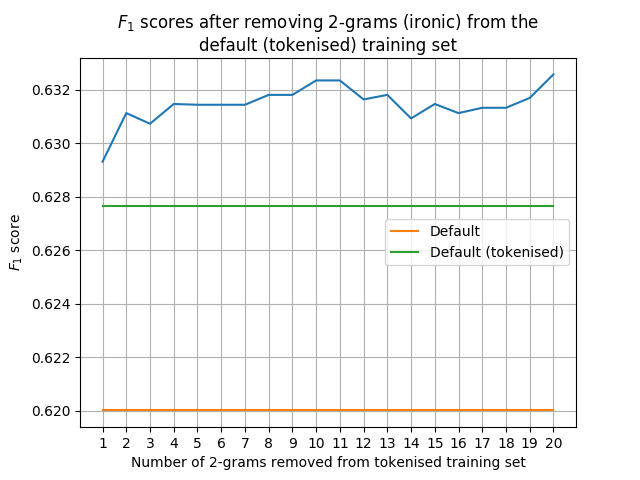 F₁ scores after removing 2-grams (ironic) from the
default (tokenised) training set
F₁ score
0.632
0.630
0.628
0.626
0.624
0.622
0.620
Default
Default (tokenised)
1 2 3 4 5 6 7 8 9 10 11 12 13 14 15 16 17 18 19 20
Number of 2-grams removed from tokenised training set